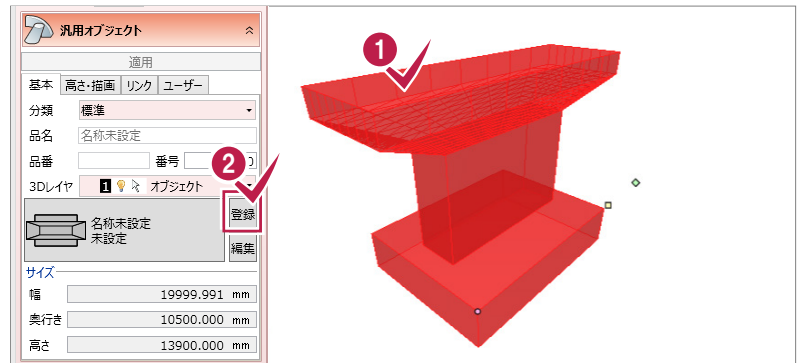 汎用オブジェクト
適用
基本 高さ・描画 リンク ユーザー
分類 標準
品名 名称未設定
品番 番号
3Dレイヤ 1 オブジェクト
名称未設定
未設定
登録
編集
サイズ
幅 19999.991 mm
奥行き 10500.000 mm
高さ 13900.000 mm
1
2